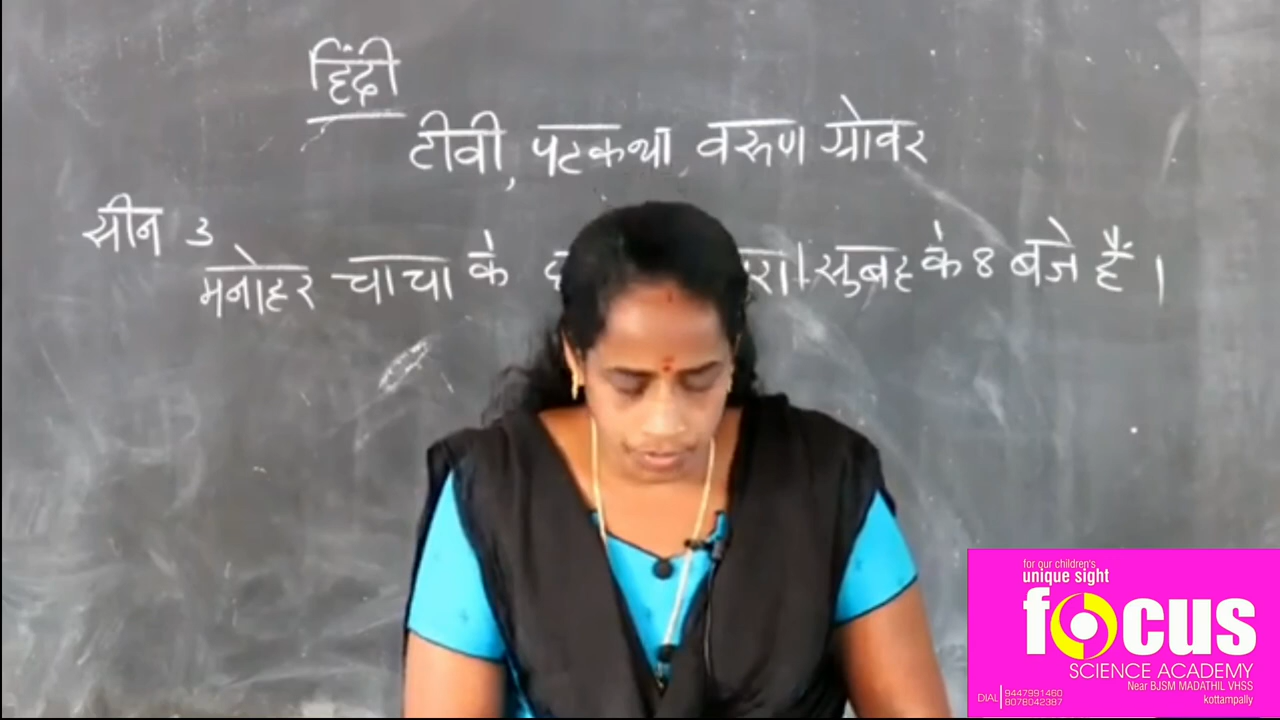 हिंदी
टीवी, पटकथा, वरुण ग्रोवर
सीन 3
मनोहर चाचा के सुबह के 8 बजे हैं ।
for our children's
unique sight
focus
SCIENCE ACADEMY
Near BJSM MADATHIL VHSS
kottampally
DIAL 9447991460
8078042387